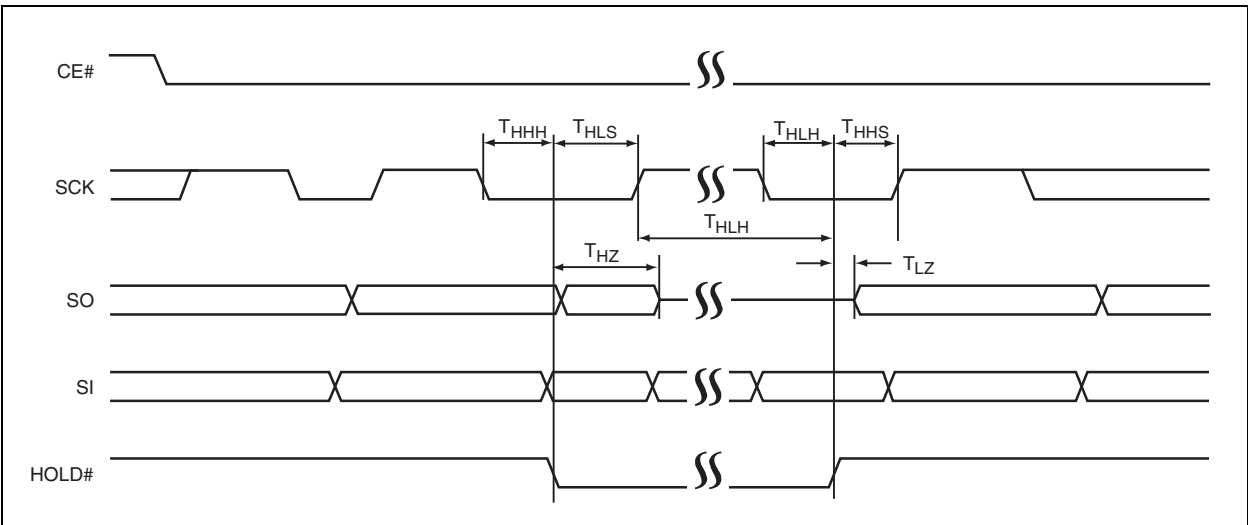 CE#
THHH THLS THLH THHS
SCK
THLH
THZ TLZ
SO
SI
HOLD#